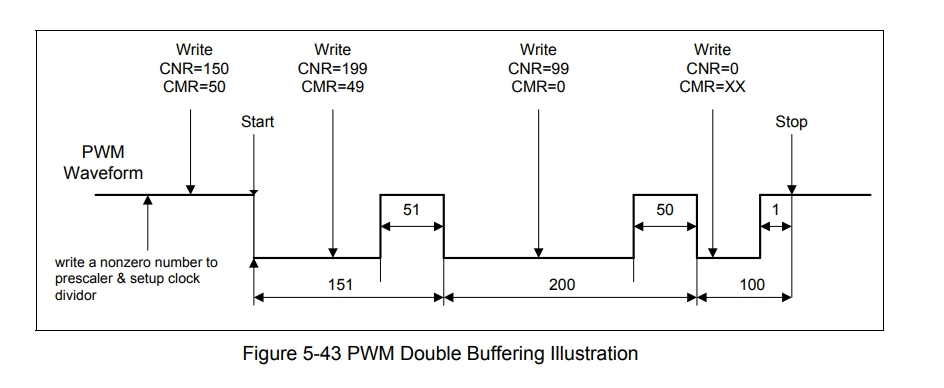 Write
CNR=150
CMR=50
Write
CNR=199
CMR=49
Write
CNR=99
CMR=0
Write
CNR=0
CMR=XX
Start
Stop
PWM
Waveform
51
50
1
write a nonzero number to
prescaler & setup clock
dividor
151
200
100
Figure 5-43 PWM Double Buffering Illustration